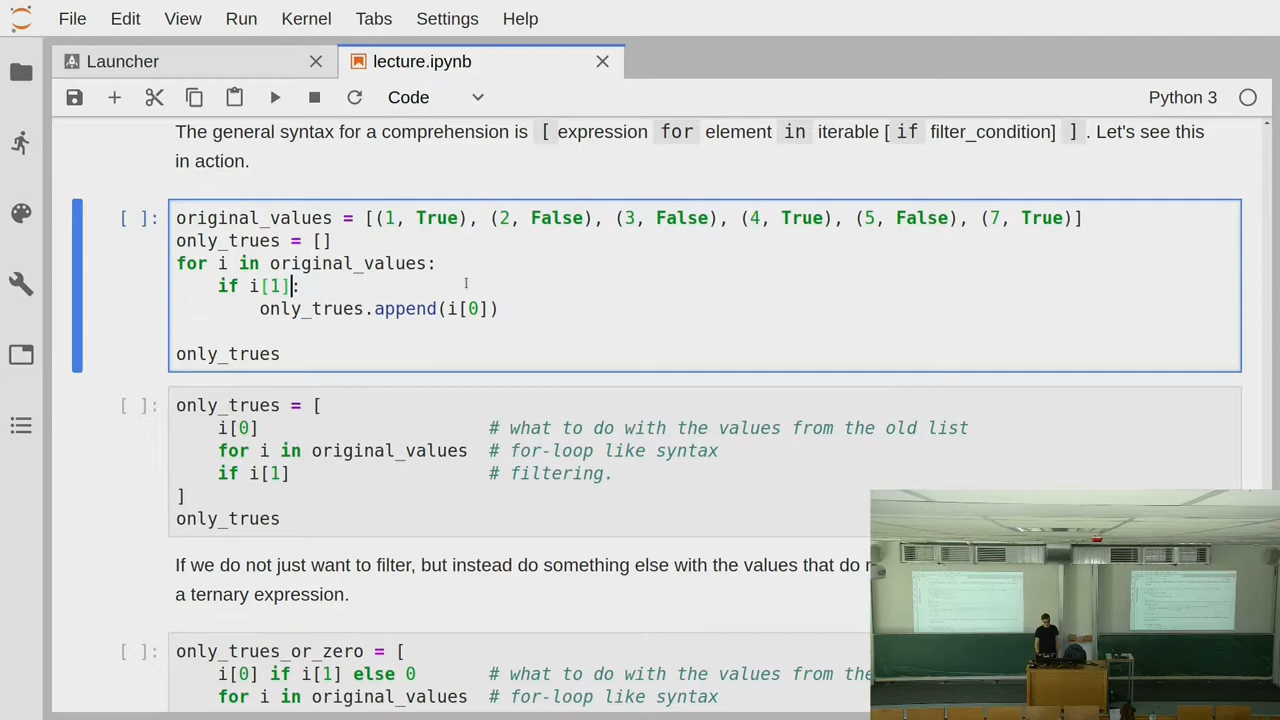 File Edit View Run Kernel Tabs Settings Help
Launcher
lecture.ipynb
Code
Python 3
The general syntax for a comprehension is [ expression for element in iterable [ if filter_condition] ] . Let's see this
in action.
[ ]: original_values = [(1, True), (2, False), (3, False), (4, True), (5, False), (7, True)]
only_trues = []
for i in original_values:
if i[1]:
only_trues.append(i[0])
only_trues
[ ]: only_trues = [
i[0] # what to do with the values from the old list
for i in original_values # for-loop like syntax
if i[1] # filtering.
]
only_trues
If we do not just want to filter, but instead do something else with the values that do
a ternary expression.
[ ]: only_trues_or_zero = [
i[0] if i[1] else 0 # what to do with the values from the
for i in original_values # for-loop like syntax